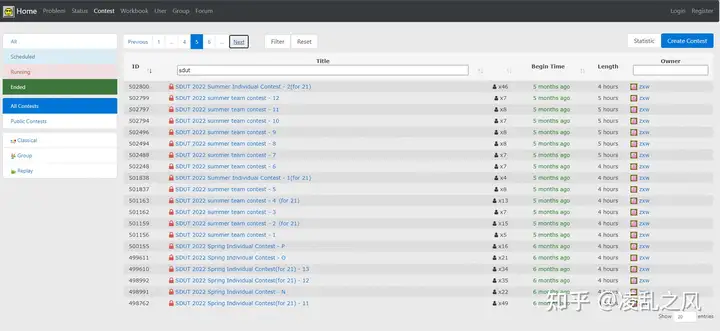 Home Problem Status Contest Workbook User Group Forum Login Register
Previous 1 ... 4 5 6 ... Next Filter Reset Statistic Create Contest
All
Scheduled
Running
Ended
All Contests
Public Contests
Classical
Group
Replay
ID Title Begin Time Length Owner
sdut
502800 SDUT 2022 Summer Individual Contest - 2(for 21) x46 5 months ago 4 hours zxw
502799 SDUT 2022 summer team contest - 12 x7 5 months ago 5 hours zxw
502797 SDUT 2022 summer team contest - 11 x8 5 months ago 5 hours zxw
502794 SDUT 2022 summer team contest - 10 x7 5 months ago 5 hours zxw
502496 SDUT 2022 summer team contest - 9 x8 5 months ago 4 hours zxw
502494 SDUT 2022 summer team contest - 8 x8 5 months ago 4 hours zxw
502488 SDUT 2022 summer team contest - 7 x7 5 months ago 4 hours zxw
502248 SDUT 2022 summer team contest - 6 x8 5 months ago 4 hours zxw
501838 SDUT 2022 Summer Individual Contest - 1(for 21) x4 5 months ago 4 hours zxw
501837 SDUT 2022 summer team contest - 5 x8 5 months ago 4 hours zxw
501163 SDUT 2022 summer team contest - 4 (for 21) x13 5 months ago 4 hours zxw
501162 SDUT 2022 summer team contest - 3 x7 5 months ago 4 hours zxw
501159 SDUT 2022 summer team contest - 2 (for 21) x15 5 months ago 4 hours zxw
501156 SDUT 2022 summer team contest - 1 x5 5 months ago 4 hours zxw
500155 SDUT 2022 Spring Individual Contest - P x16 6 months ago 4 hours zxw
499611 SDUT 2022 Spring Individual Contest - O x21 6 months ago 4 hours zxw
499610 SDUT 2022 Spring Individual Contest(for 21) - 13 x34 6 months ago 4 hours zxw
498992 SDUT 2022 Spring Individual Contest(for 21) - 12 x35 6 months ago 4 hours zxw
498991 SDUT 2022 Spring Individual Contest - N x22 6 months ago 4 hours zxw
498762 SDUT 2022 Spring Individual Contest(for 21) - 11 x49 6 months ago 4 hours zxw
Show 20 entries
知乎 @凌乱之风